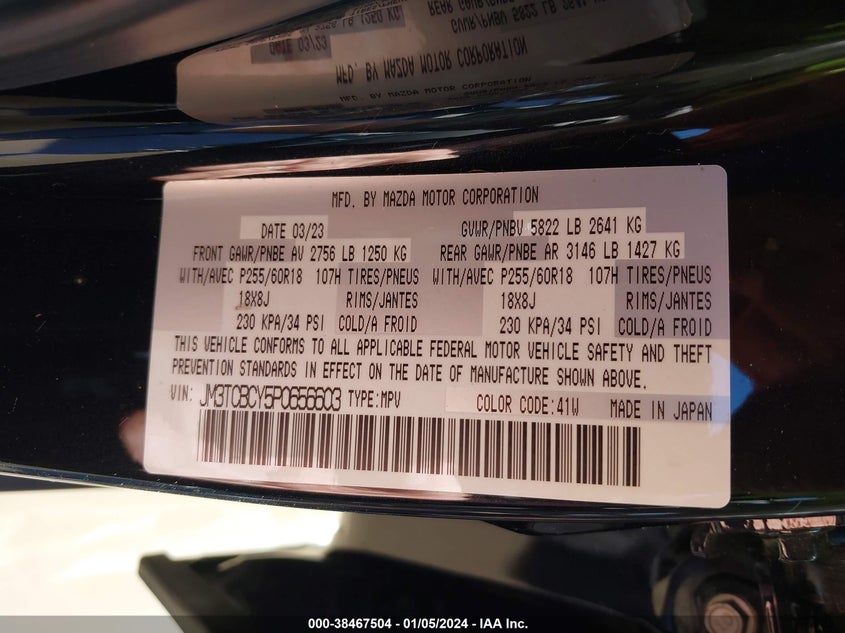 MFD. BY MAZDA MOTOR CORPORATION
DATE 03/23 GVWR/PNBV 5822 LB 2641 KG
FRONT GAWR/PNBE AV 2756 LB 1250 KG REAR GAWR/PNBE AR 3146 LB 1427 KG
WITH/AVEC P255/60R18 107H TIRES/PNEUS WITH/AVEC P255/60R18 107H TIRES/PNEUS
18X8J RIMS/JANTES 18X8J RIMS/JANTES
230 KPA/34 PSI COLD/A FROID 230 KPA/34 PSI COLD/A FROID
THIS VEHICLE CONFORMS TO ALL APPLICABLE FEDERAL MOTOR VEHICLE SAFETY AND THEFT
PREVENTION STANDARDS IN EFFECT ON THE DATE OF MANUFACTURE SHOWN ABOVE.
VIN: JM3TCBCY5P0656603 TYPE:MPV COLOR CODE:41W MADE IN JAPAN
000-38467504 - 01/05/2024 - IAA Inc.